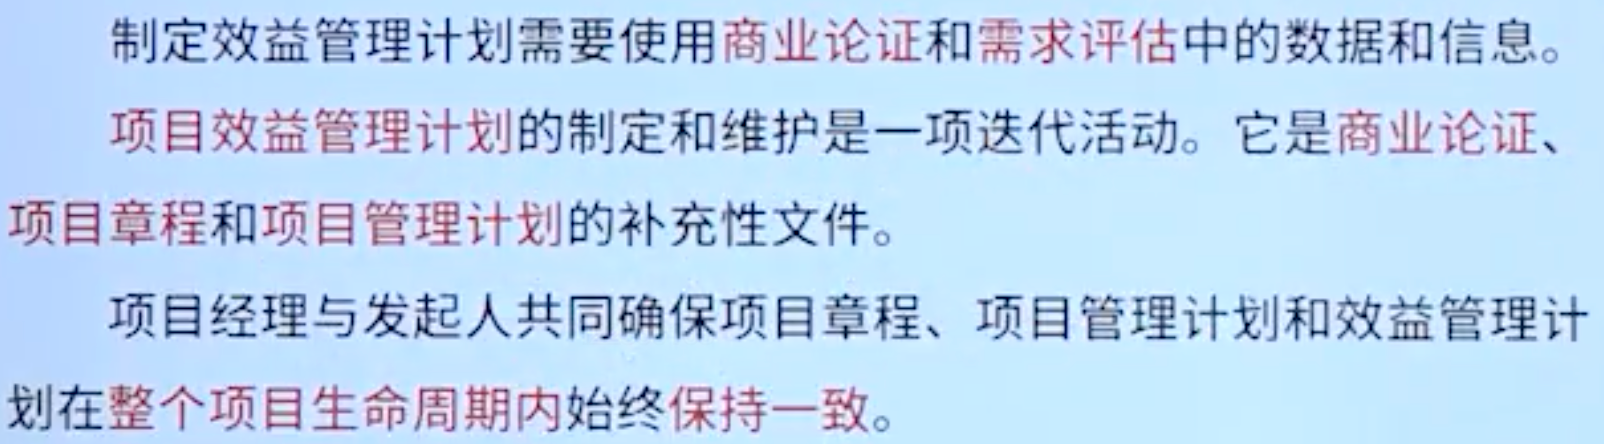 制定效益管理计划需要使用商业论证和需求评估中的数据和信息。
项目效益管理计划的制定和维护是一项迭代活动。它是商业论证、
项目章程和项目管理计划的补充性文件。
项目经理与发起人共同确保项目章程、项目管理计划和效益管理计
划在整个项目生命周期内始终保持一致。